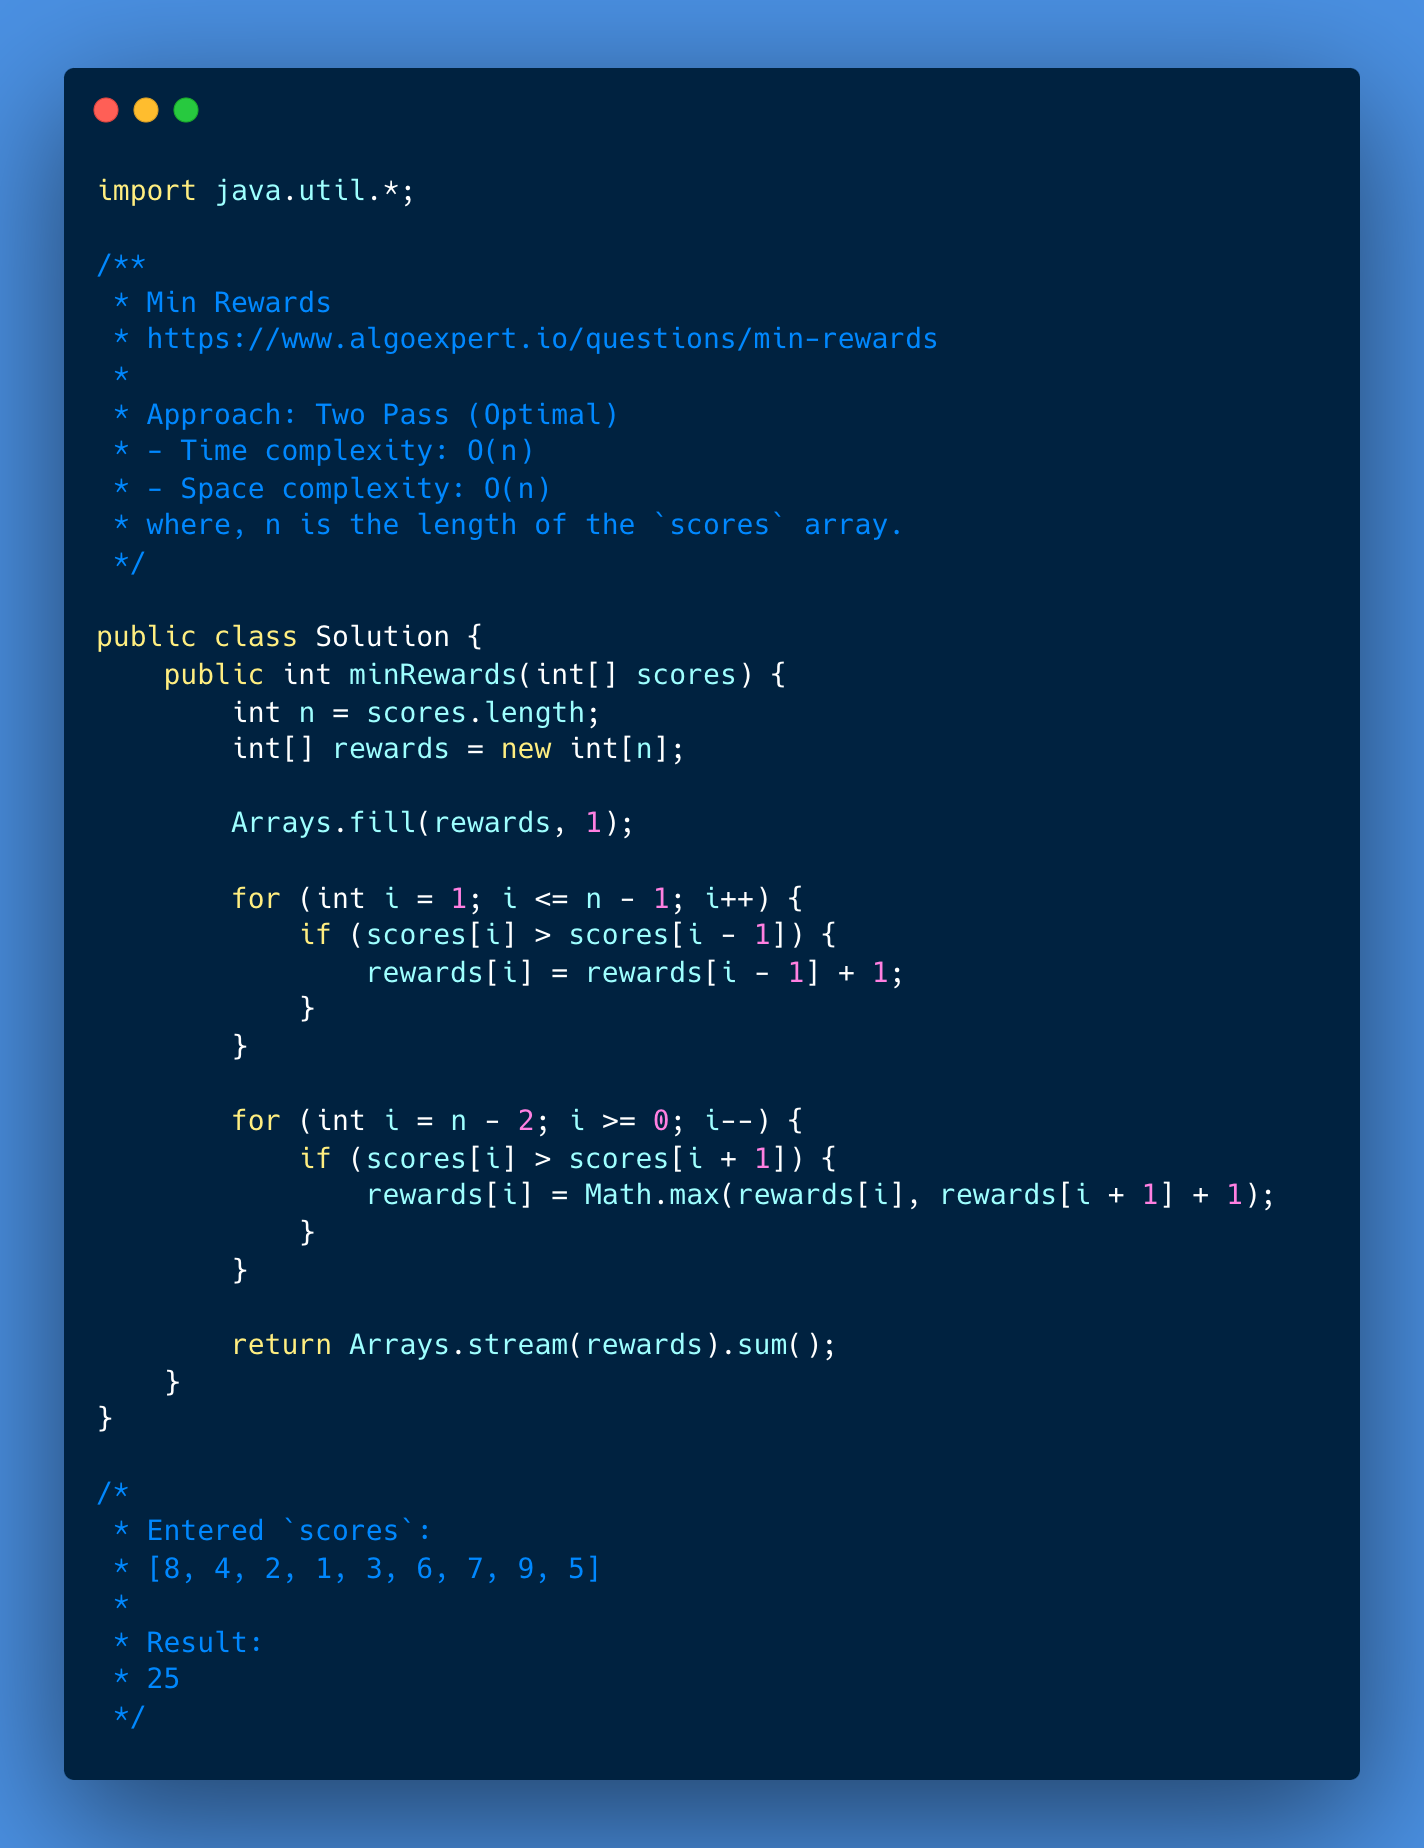 import java.util.*;

/**
 * Min Rewards
 * https://www.algoexpert.io/questions/min-rewards
 *
 * Approach: Two Pass (Optimal)
 * - Time complexity: O(n)
 * - Space complexity: O(n)
 * where, n is the length of the `scores` array.
 */

public class Solution {
    public int minRewards(int[] scores) {
        int n = scores.length;
        int[] rewards = new int[n];

        Arrays.fill(rewards, 1);

        for (int i = 1; i <= n - 1; i++) {
            if (scores[i] > scores[i - 1]) {
                rewards[i] = rewards[i - 1] + 1;
            }
        }

        for (int i = n - 2; i >= 0; i--) {
            if (scores[i] > scores[i + 1]) {
                rewards[i] = Math.max(rewards[i], rewards[i + 1] + 1);
            }
        }

        return Arrays.stream(rewards).sum();
    }
}

/*
 * Entered `scores`:
 * [8, 4, 2, 1, 3, 6, 7, 9, 5]
 *
 * Result:
 * 25
 */